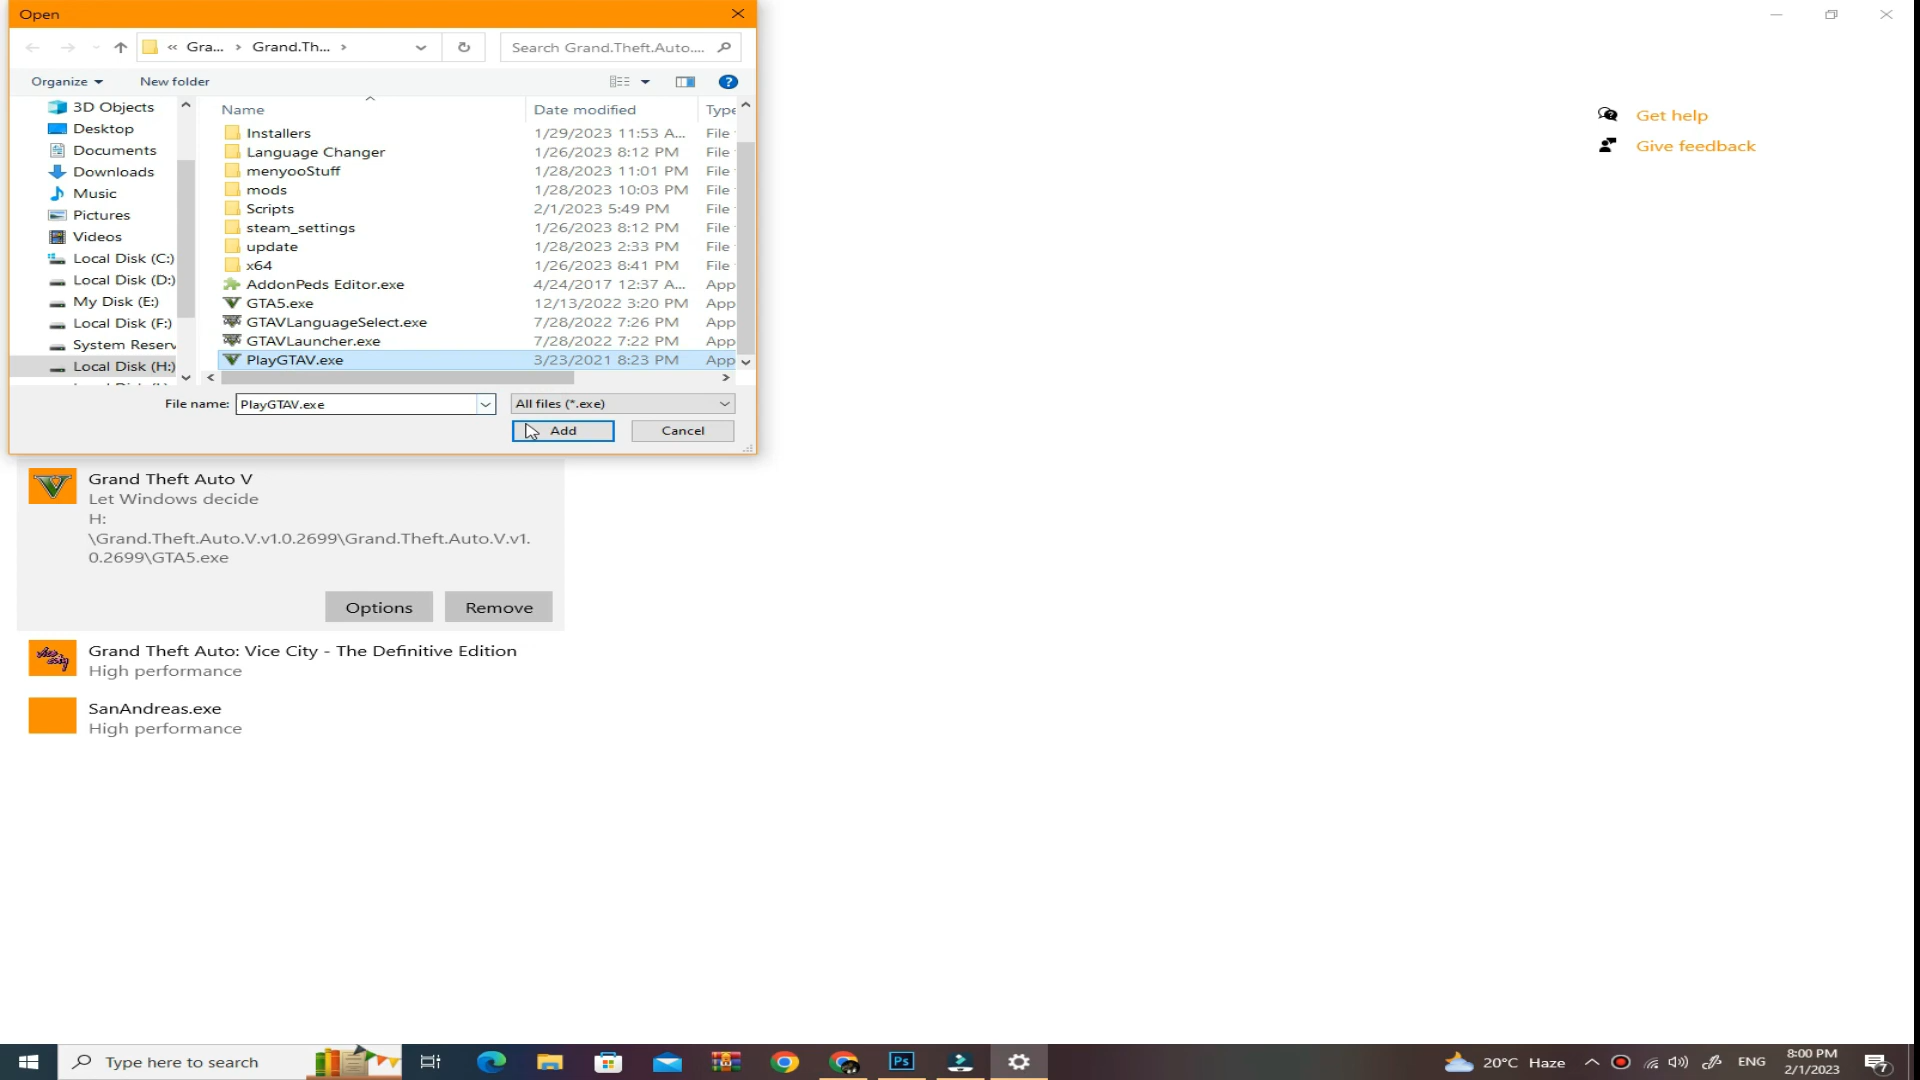 Open
Gra... Grand.Th...
Search Grand.Theft.Auto....
Organize
New folder
3D Objects
Desktop
Documents
Downloads
Music
Pictures
Videos
Local Disk (C:)
Local Disk (D:)
My Disk (E:)
Local Disk (F:)
System Reserv
Local Disk (H:)
Name Date modified Type
Installers 1/29/2023 11:53 A... File
Language Changer 1/26/2023 8:12 PM File
menyooStuff 1/28/2023 11:01 PM File
mods 1/28/2023 10:03 PM File
Scripts 2/1/2023 5:49 PM File
steam_settings 1/26/2023 8:12 PM File
update 1/28/2023 2:33 PM File
x64 1/26/2023 8:41 PM File
AddonPeds Editor.exe 4/24/2017 12:37 A... App
GTA5.exe 12/13/2022 3:20 PM App
GTAVLanguageSelect.exe 7/28/2022 7:26 PM App
GTAVLauncher.exe 7/28/2022 7:22 PM App
PlayGTAV.exe 3/23/2021 8:23 PM App
File name: PlayGTAV.exe All files (*.exe)
Add Cancel
Get help
Give feedback
Grand Theft Auto V
Let Windows decide
H:
\Grand.Theft.Auto.V.v1.0.2699\Grand.Theft.Auto.V.v1.
0.2699\GTA5.exe
Options Remove
Grand Theft Auto: Vice City - The Definitive Edition
High performance
SanAndreas.exe
High performance
Type here to search
Ps
20°C Haze
ENG
8:00 PM
2/1/2023
7